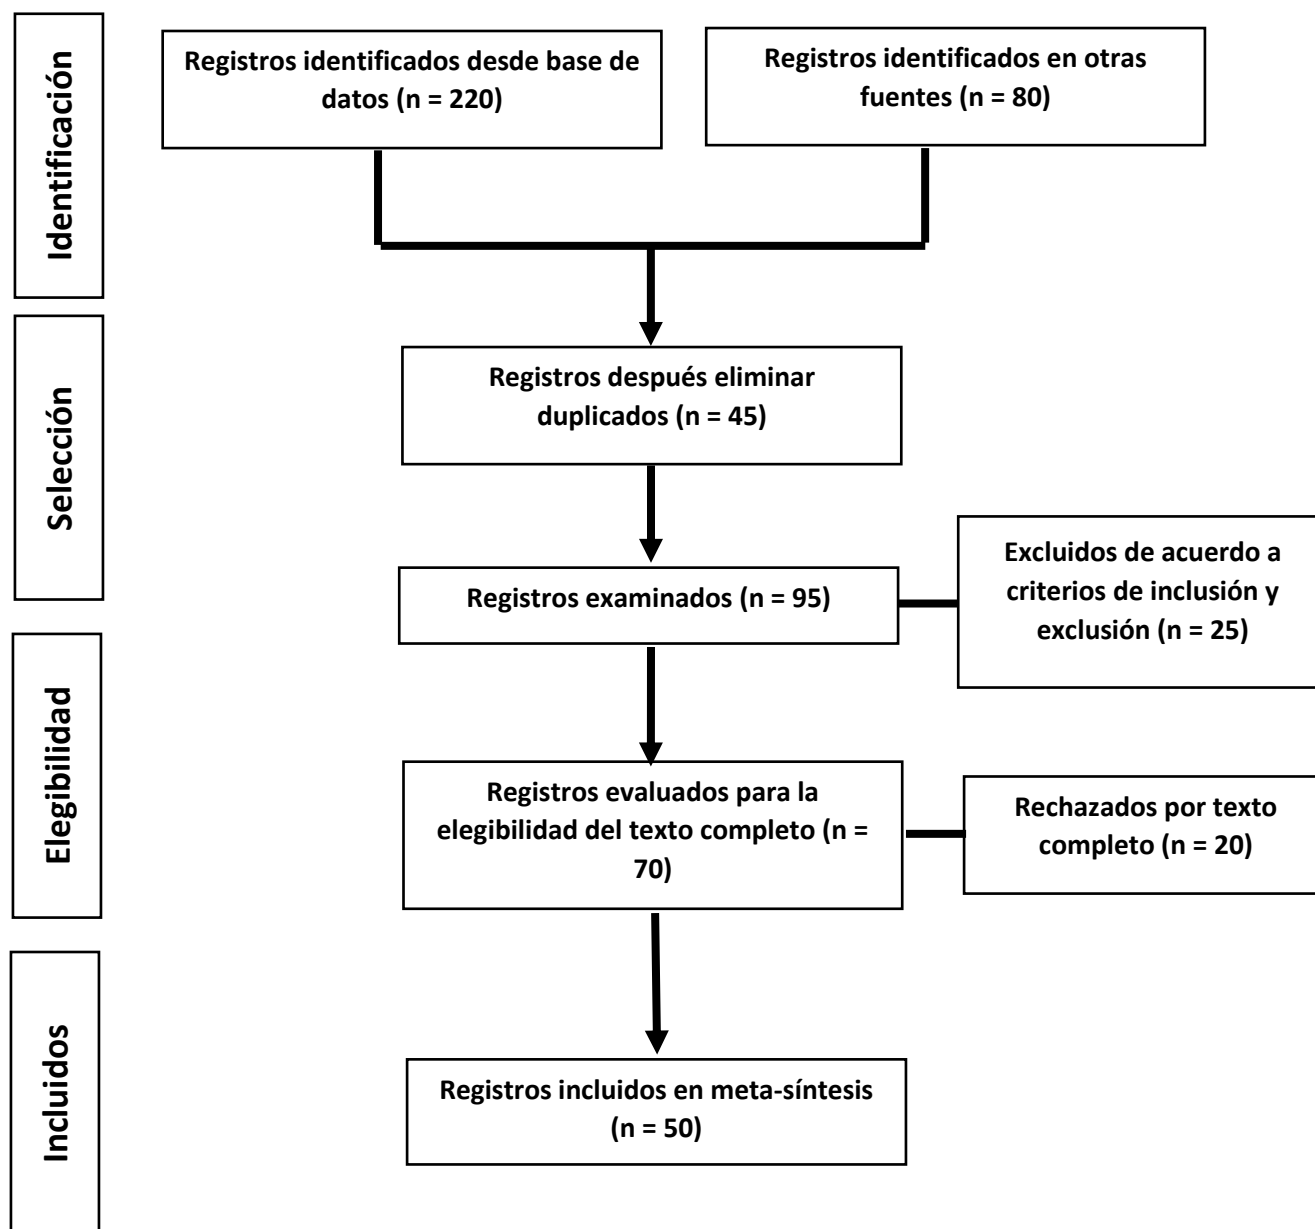 Identificación
Registros identificados desde base de
datos (n = 220)
Registros identificados en otras
fuentes (n = 80)
Selección
Registros después eliminar
duplicados (n = 45)
Registros examinados (n = 95)
Excluidos de acuerdo a
criterios de inclusión y
exclusión (n = 25)
Elegibilidad
Registros evaluados para la
elegibilidad del texto completo (n =
70)
Rechazados por texto
completo (n = 20)
Incluidos
Registros incluidos en meta-síntesis
(n = 50)